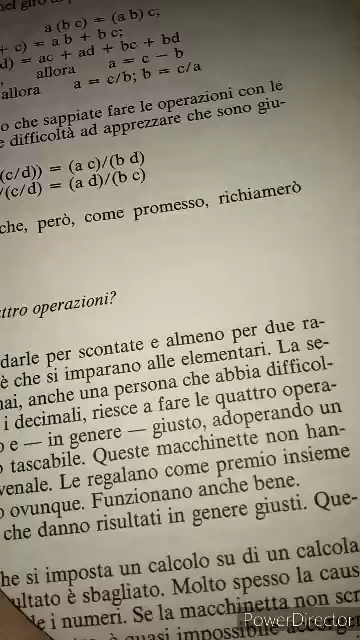 nel giro
a (b c) = (a b) c;
+ c) = a b + b c;
d) = ac + ad + bc + bd
allora a = c − b
allora a = c/b; b = c/a
o che sappiate fare le operazioni con le
e difficoltà ad apprezzare che sono giu-
(c/d)) = (a c)/(b d)
/(c/d) = (a d)/(b c)
che, però, come promesso, richiamerò
ttro operazioni?
darle per scontate e almeno per due ra-
è che si imparano alle elementari. La se-
nai, anche una persona che abbia difficol-
i decimali, riesce a fare le quattro opera-
o e — in genere — giusto, adoperando un
o tascabile. Queste macchinette non han-
venale. Le regalano come premio insieme
o ovunque. Funzionano anche bene.
che danno risultati in genere giusti. Que-
he si imposta un calcolo su di un calcola
ultato è sbagliato. Molto spesso la caus
le i numeri. Se la macchinetta non scr
è quasi impossibile
PowerDirector